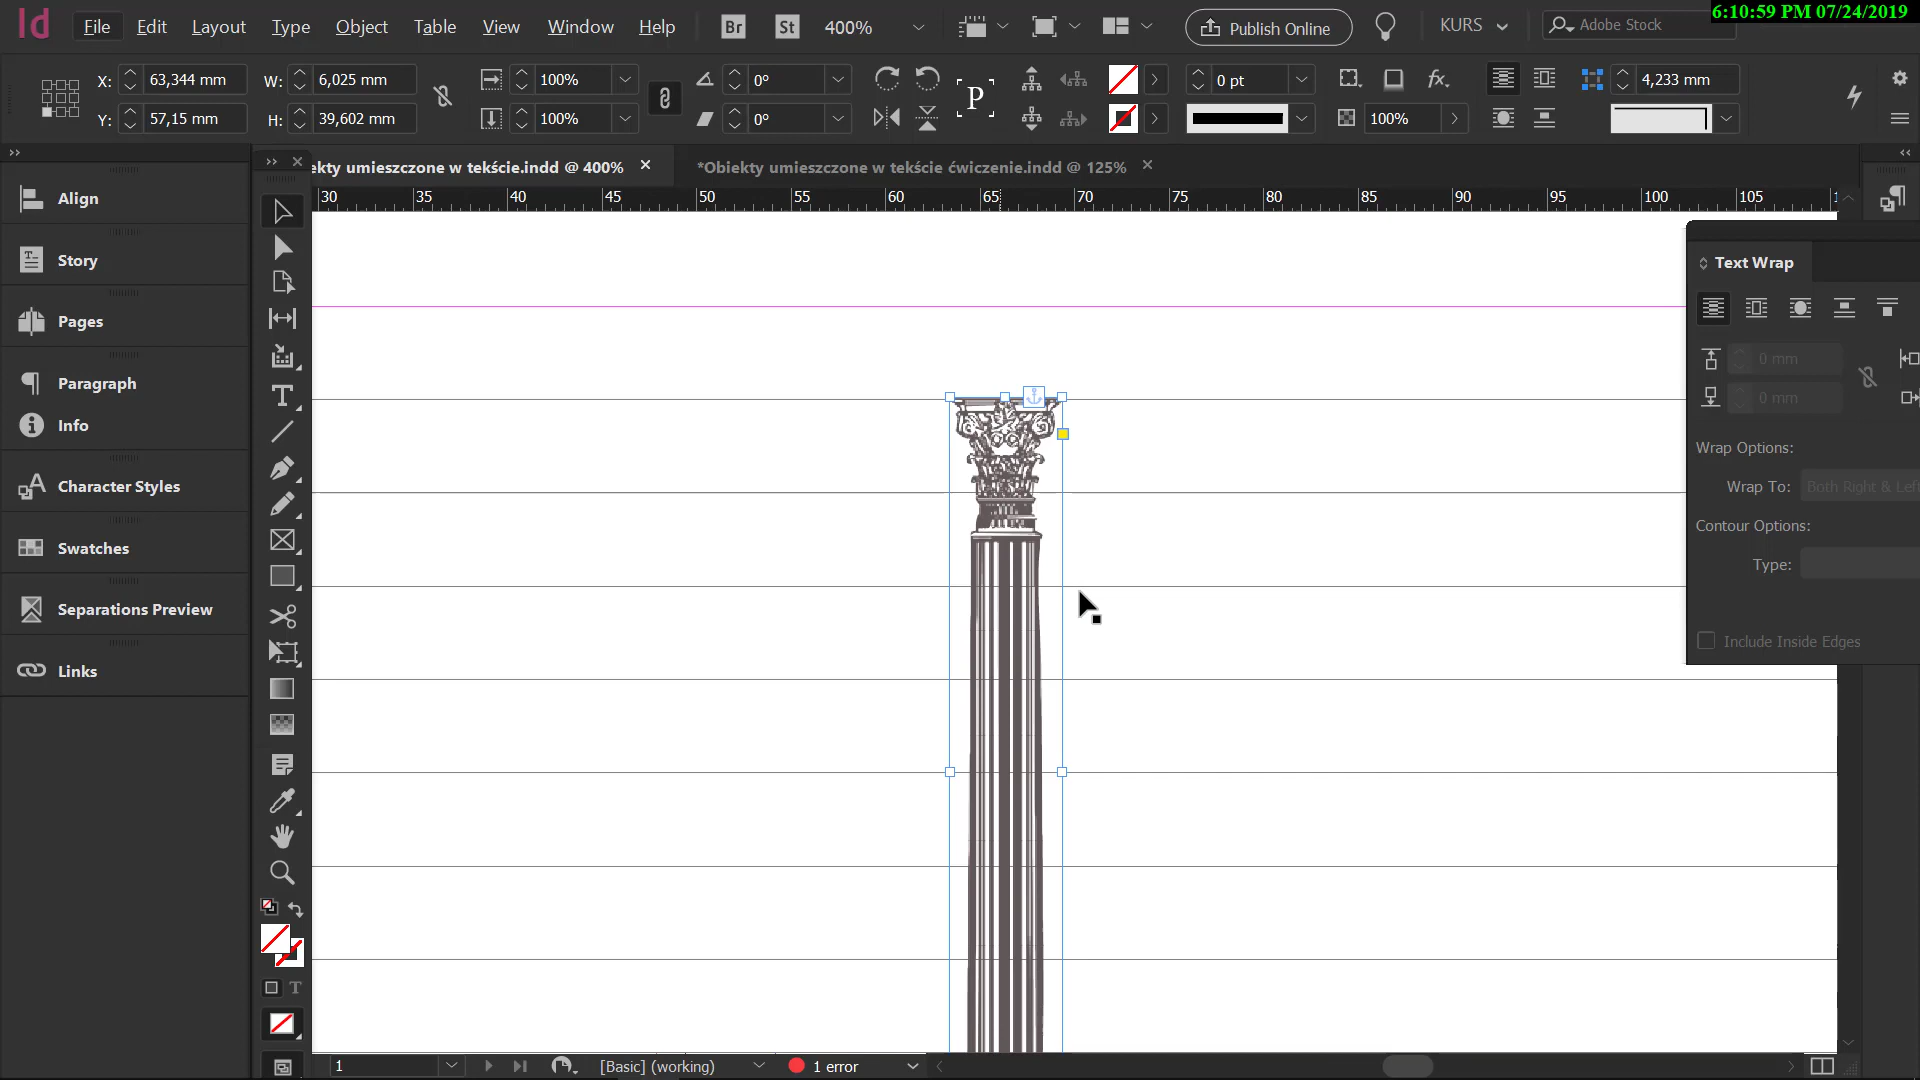 Id File Edit Layout Type Object Table View Window Help Br St 400% Publish Online KURS Adobe Stock
6:10:59 PM 07/24/2019
X: 63,344 mm W: 6,025 mm 100% 0° P 0 pt fx. 4,233 mm
Y: 57,15 mm H: 39,602 mm 100% 0° 100%
ekty umieszczone w tekście.indd @ 400% *Obiekty umieszczone w tekście ćwiczenie.indd @ 125%
30 35 40 45 50 55 60 65 70 75 80 85 90 95 100 105
Align
Story
Pages
Paragraph
Info
Character Styles
Swatches
Separations Preview
Links
Text Wrap
0 mm
0 mm
Wrap Options:
Wrap To: Both Right & Left
Contour Options:
Type:
Include Inside Edges
1 [Basic] (working) 1 error